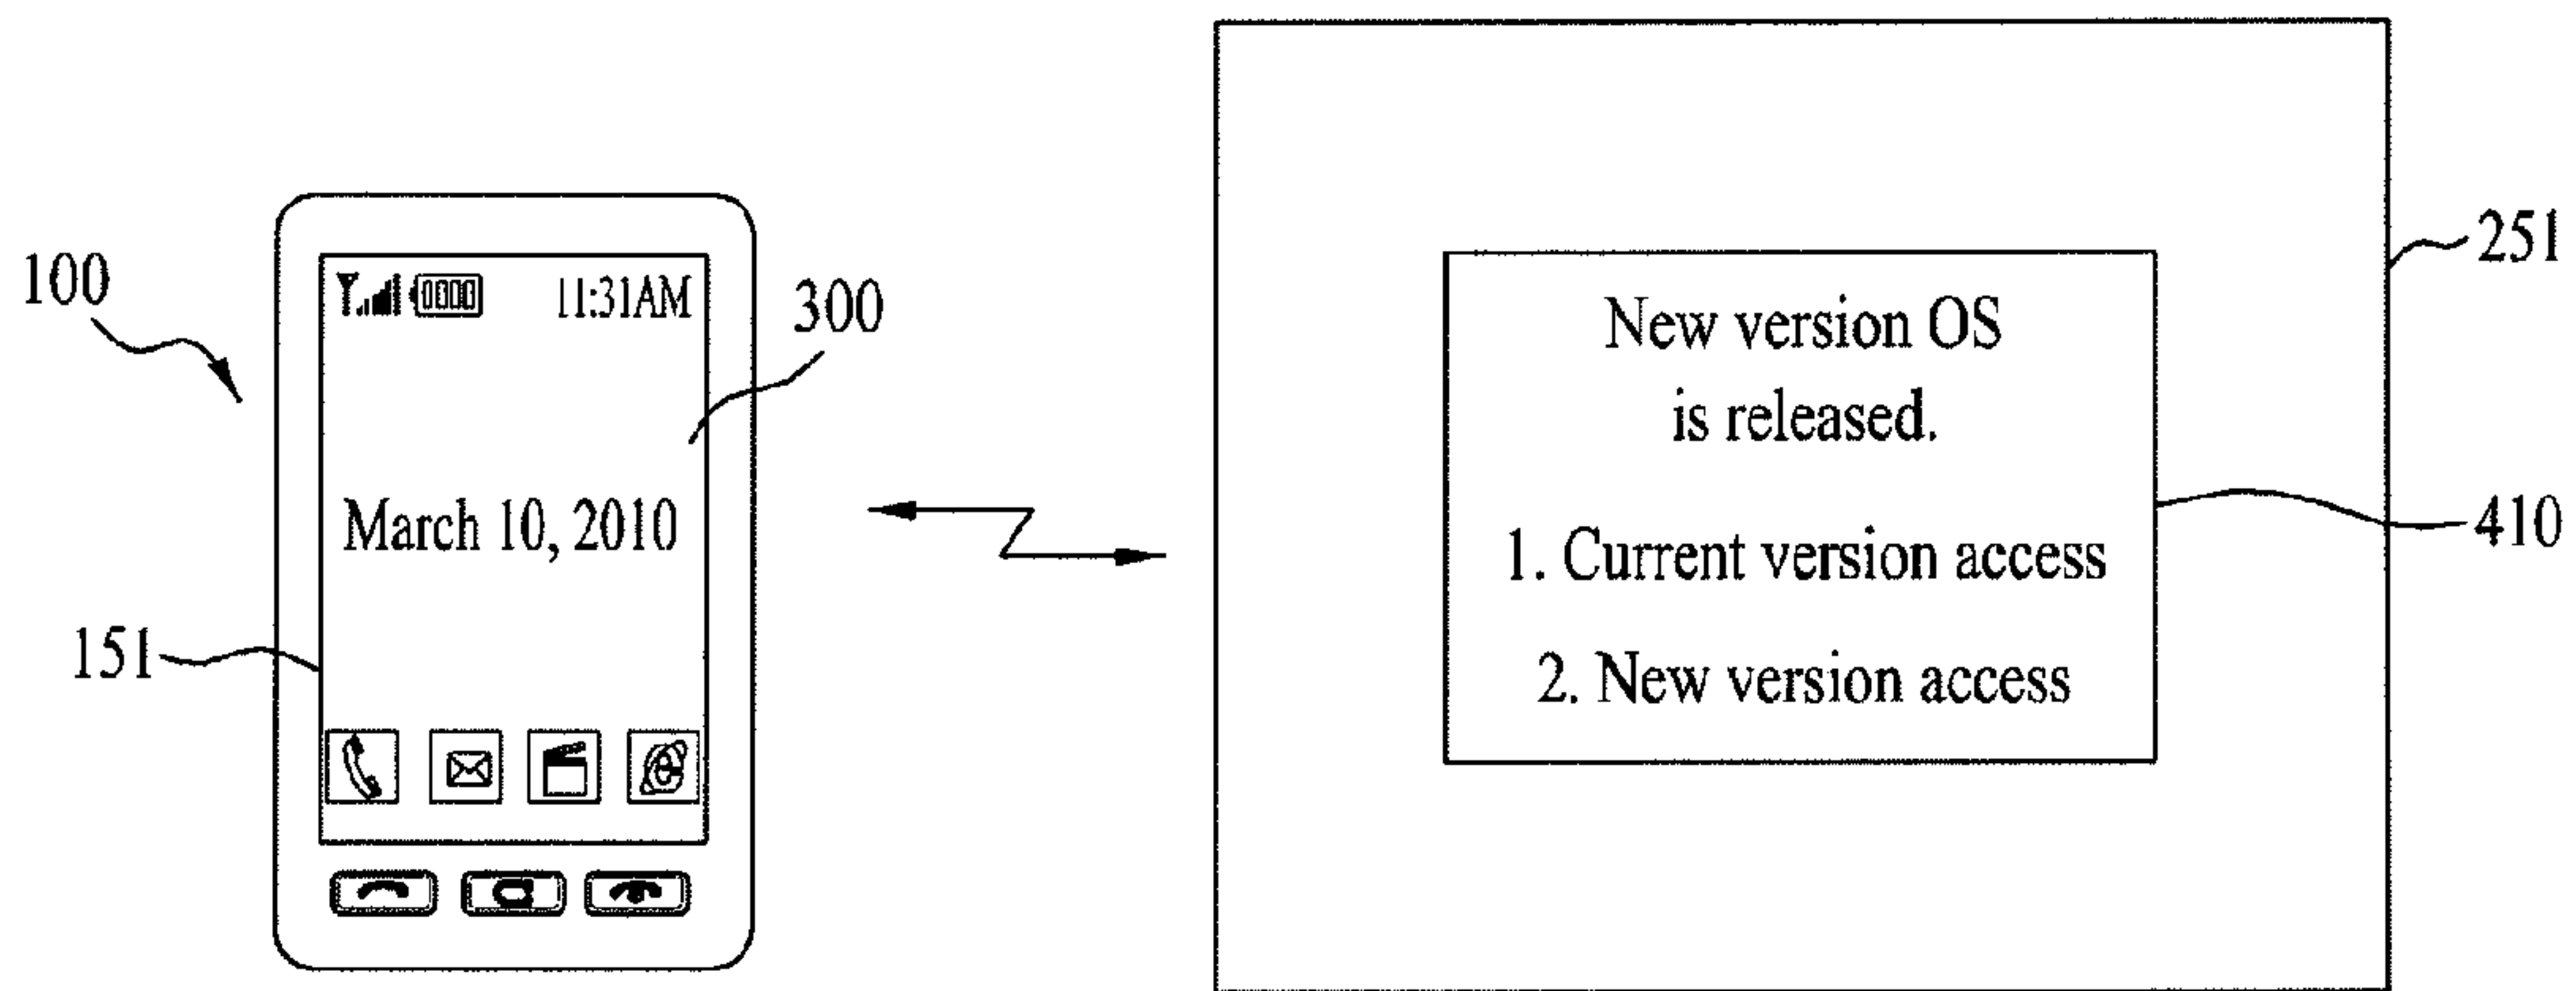 100
11:31AM
300
March 10, 2010
151
New version OS
is released.
1. Current version access
2. New version access
251
410